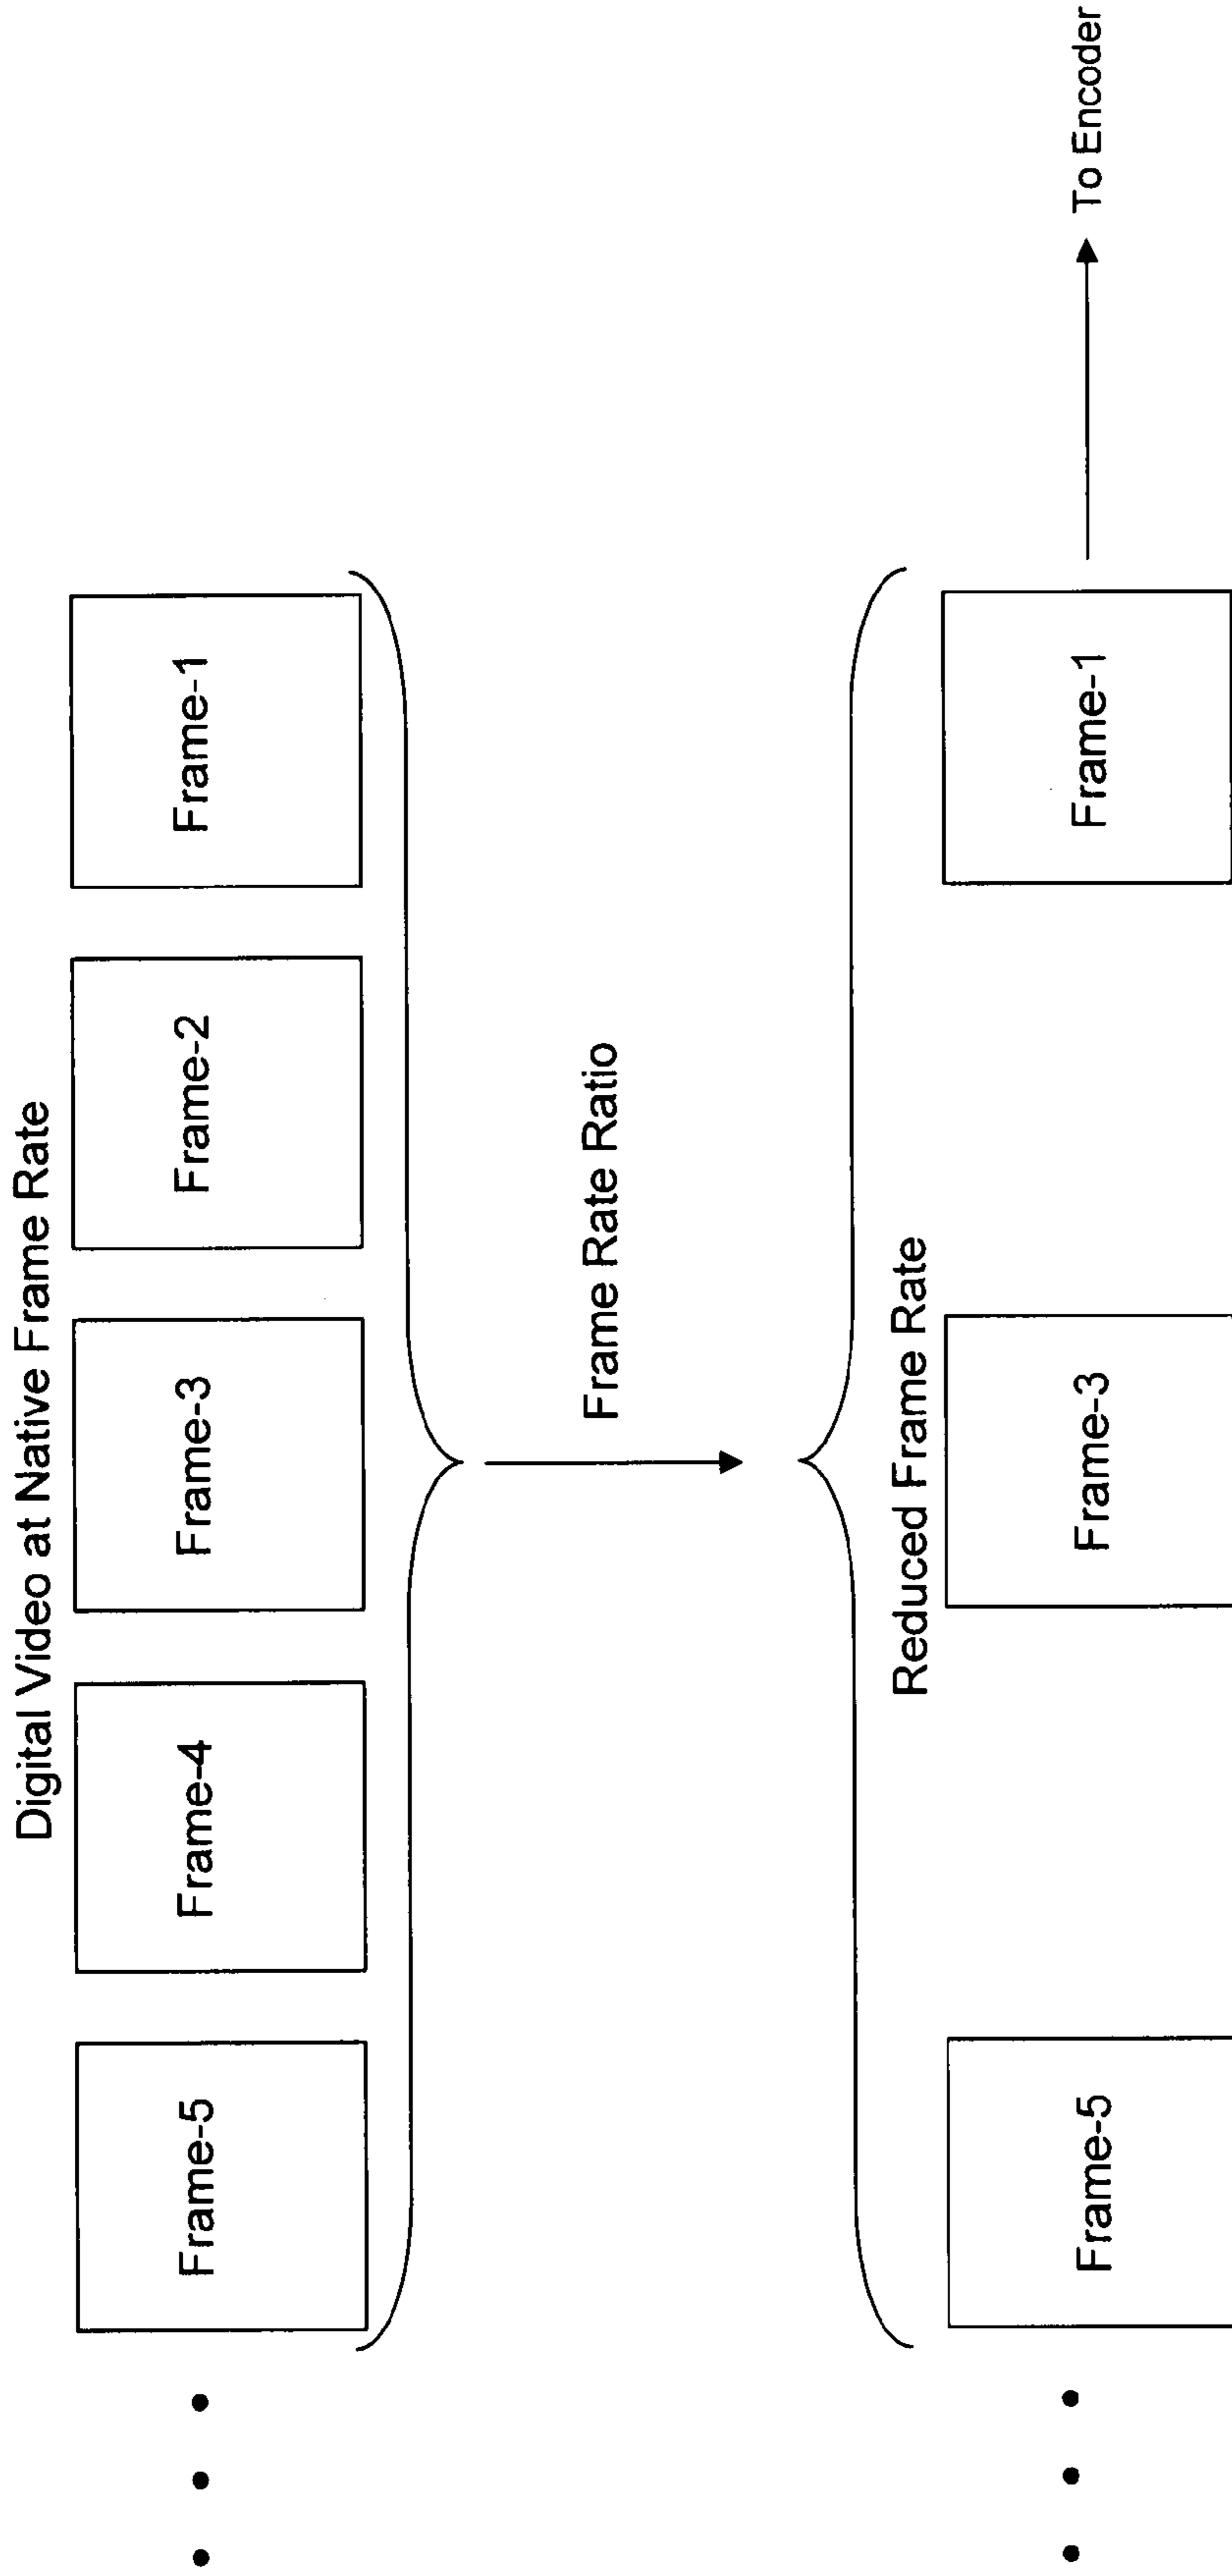 Digital Video at Native Frame Rate
Frame-5
Frame-4
Frame-3
Frame-2
Frame-1
Frame Rate Ratio
Reduced Frame Rate
Frame-5
Frame-3
Frame-1
To Encoder